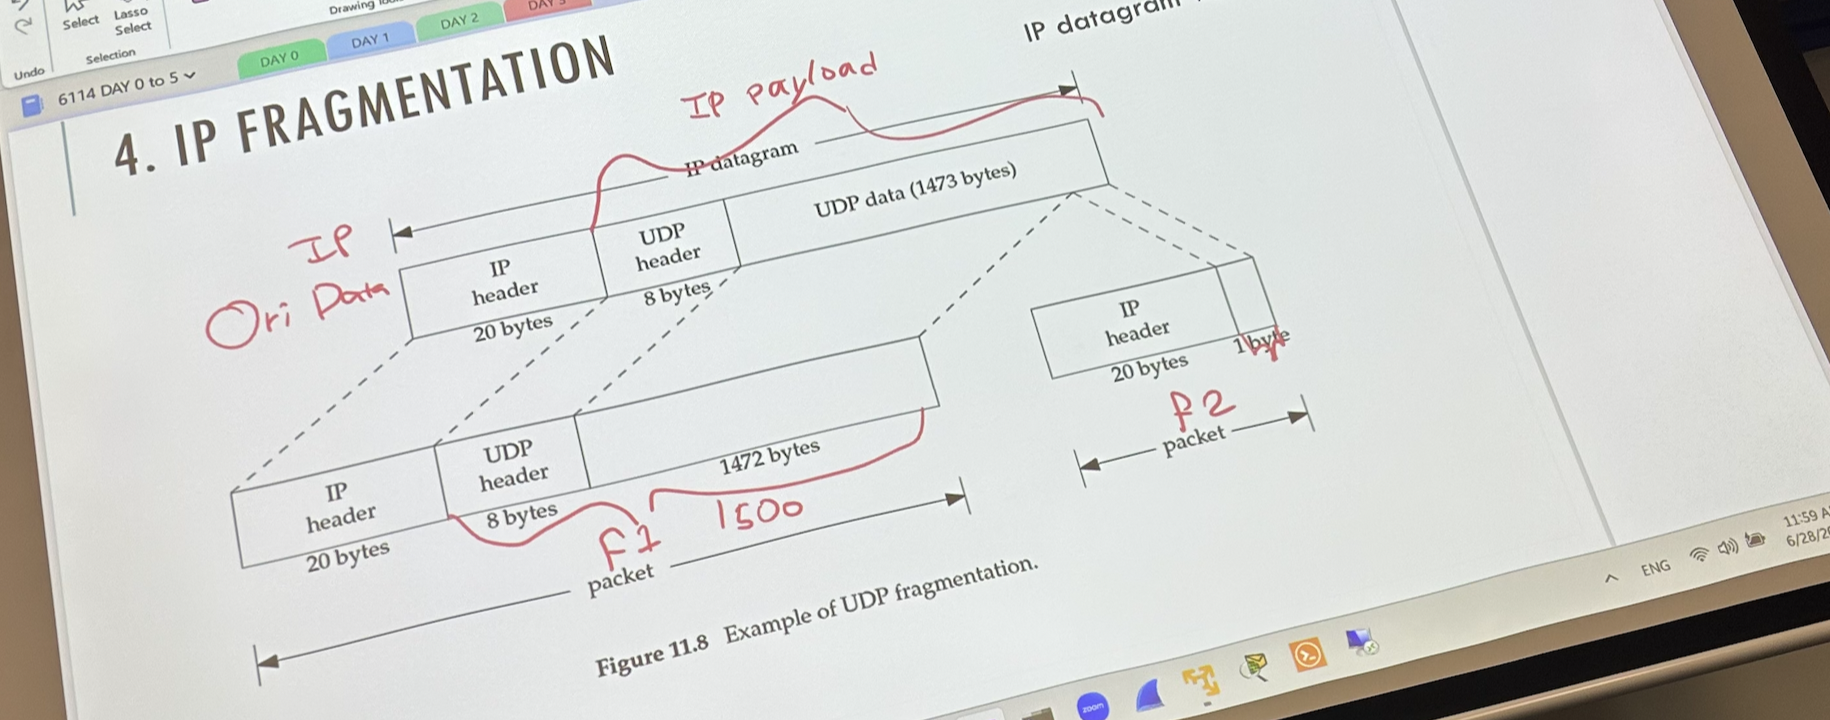 Select
Lasso
Select
Undo
Selection
6114 DAY 0 to 5
DAY 0
DAY 1
DAY 2
4. IP FRAGMENTATION
IP payload
IP datagram
IP datagram
IP
Ori Data
IP
header
20 bytes
UDP
header
8 bytes
UDP data (1473 bytes)
IP
header
20 bytes
UDP
header
8 bytes
1472 bytes
F1
1500
packet
IP
header
20 bytes
1 byte
F2
packet
Figure 11.8 Example of UDP fragmentation.
ENG
11:59 A
6/28/2
zoom